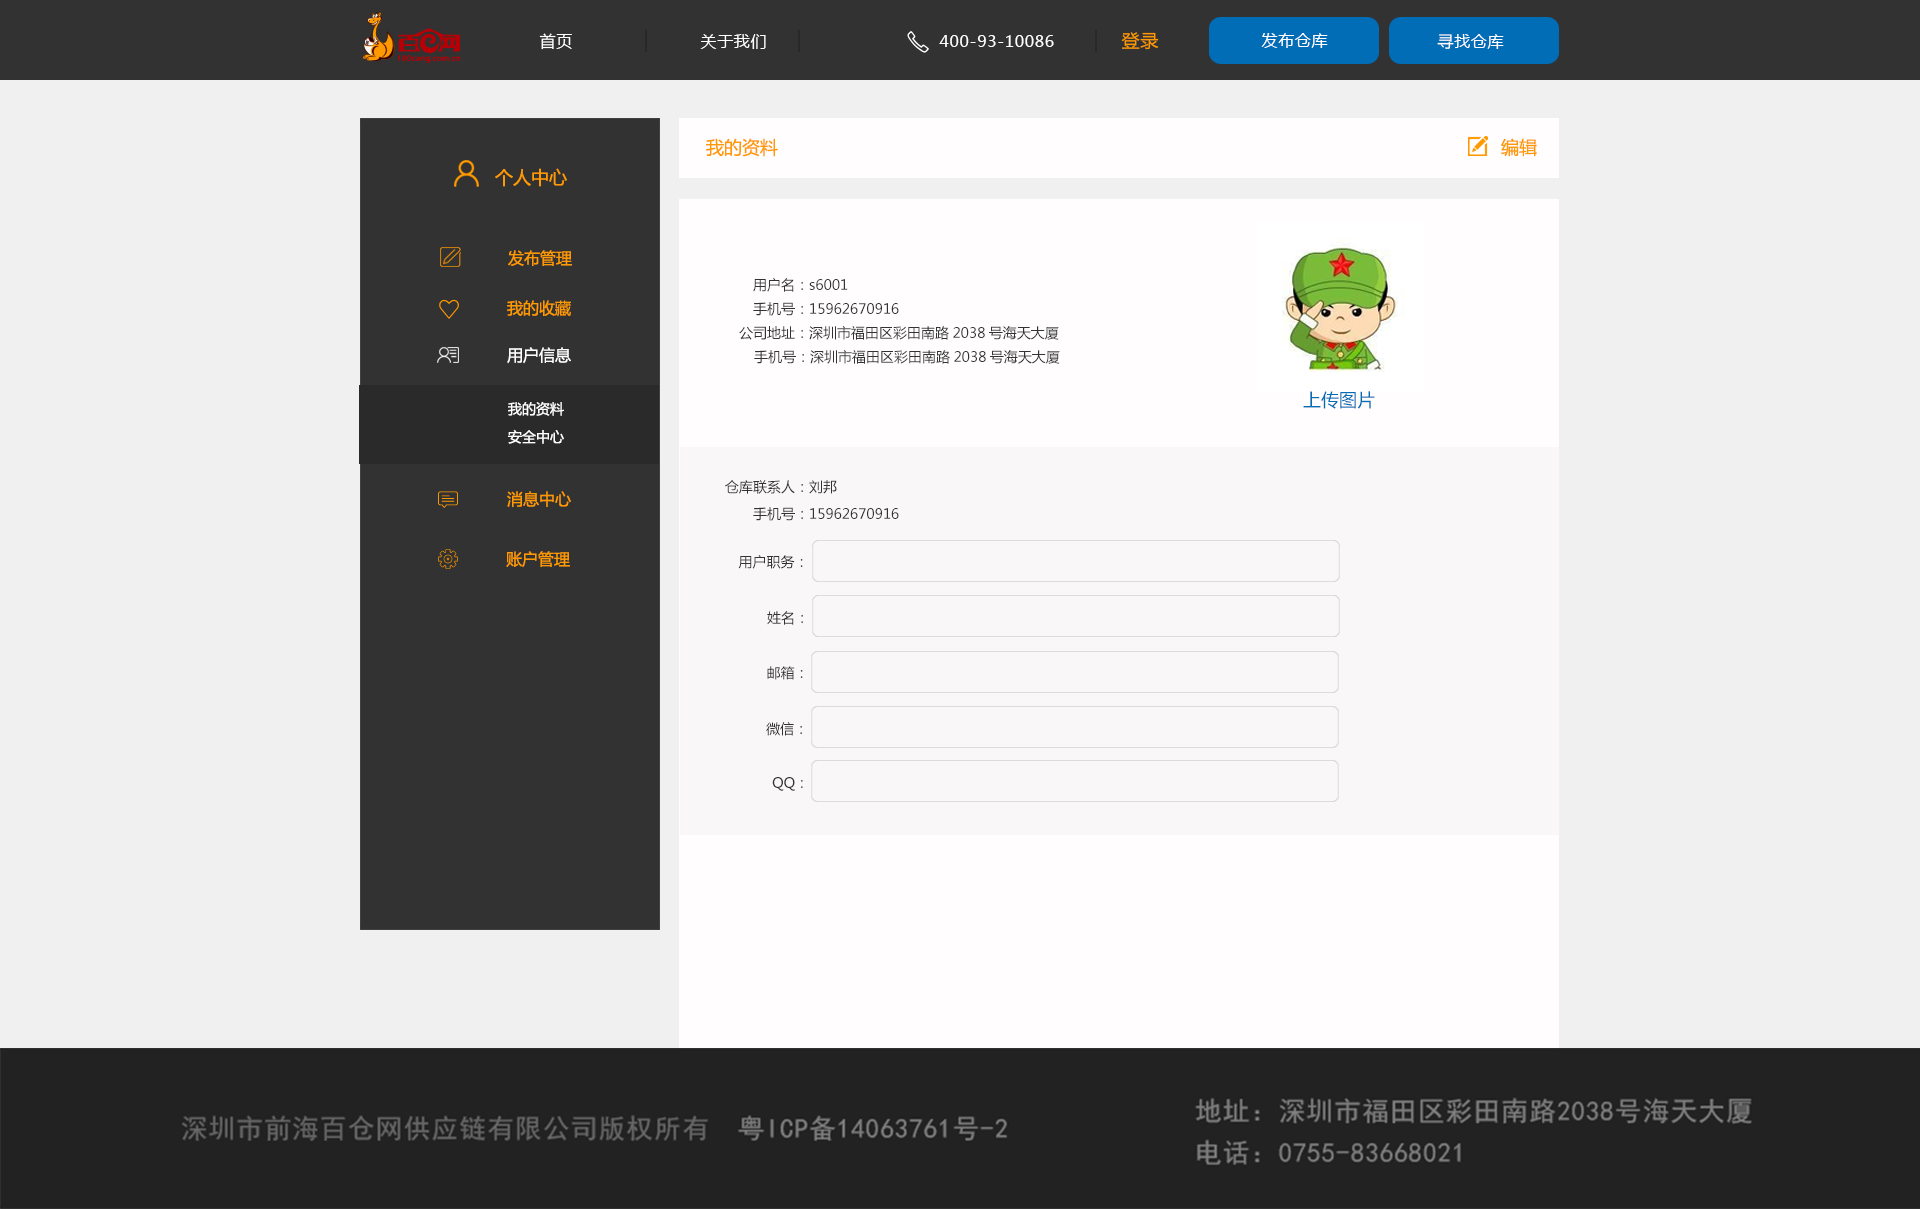 百e网
首页
关于我们
400-93-10086
登录
发布仓库
寻找仓库
个人中心
发布管理
我的收藏
用户信息
我的资料
安全中心
消息中心
账户管理
我的资料
编辑
用户名：s6001
手机号：15962670916
公司地址：深圳市福田区彩田南路 2038 号海天大厦
手机号：深圳市福田区彩田南路 2038 号海天大厦
上传图片
仓库联系人：刘邦
手机号：15962670916
用户职务：
姓名：
邮箱：
微信：
QQ：
深圳市前海百仓网供应链有限公司版权所有 粤ICP备14063761号-2
地址：深圳市福田区彩田南路2038号海天大厦
电话：0755-83668021